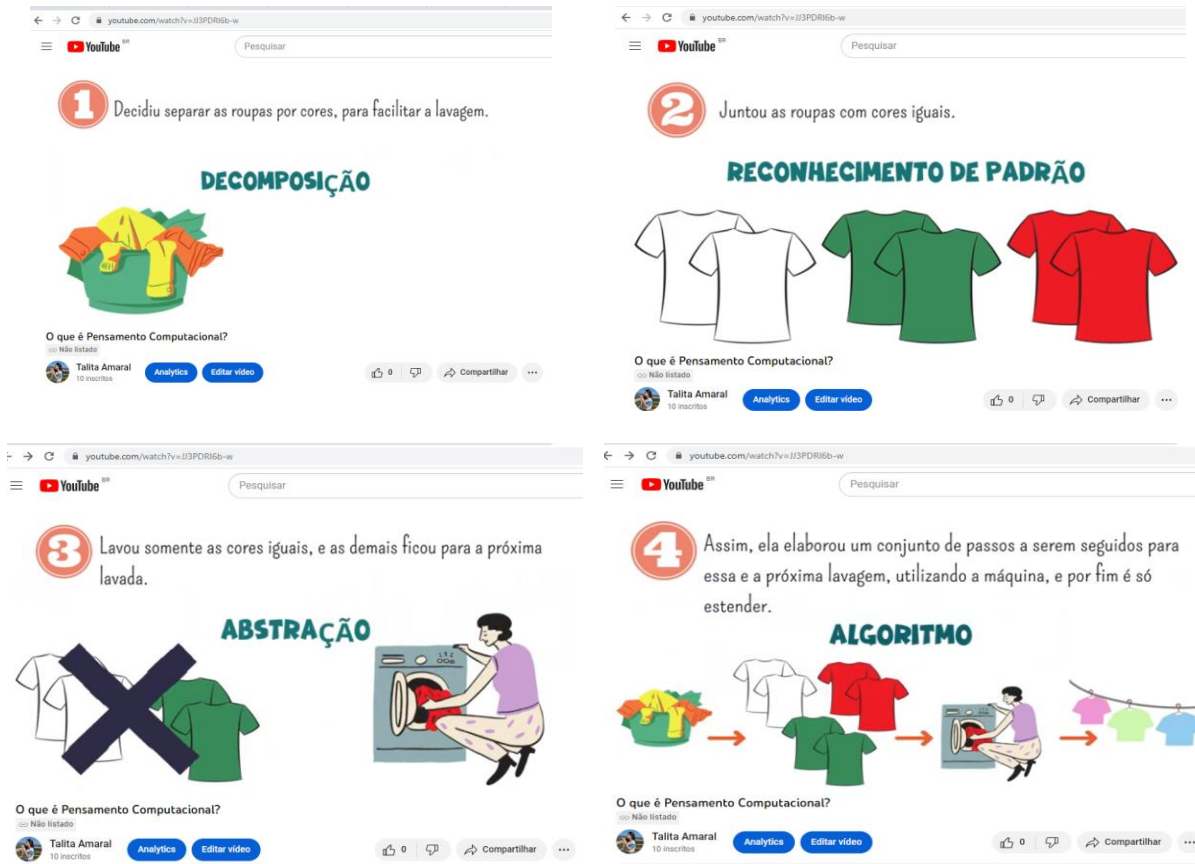 youtube.com/watch?v=JJ3PDRI6b-w
YouTube BR
Pesquisar
1
Decidiu separar as roupas por cores, para facilitar a lavagem.
DECOMPOSIÇÃO
O que é Pensamento Computacional?
Não listado
Talita Amaral
10 inscritos
Analytics
Editar vídeo
0
Compartilhar
youtube.com/watch?v=JJ3PDRI6b-w
YouTube BR
Pesquisar
2
Juntou as roupas com cores iguais.
RECONHECIMENTO DE PADRÃO
O que é Pensamento Computacional?
Não listado
Talita Amaral
10 inscritos
Analytics
Editar vídeo
0
Compartilhar
youtube.com/watch?v=JJ3PDRI6b-w
YouTube BR
Pesquisar
3
Lavou somente as cores iguais, e as demais ficou para a próxima
lavada.
ABSTRAÇÃO
O que é Pensamento Computacional?
Não listado
Talita Amaral
10 inscritos
Analytics
Editar vídeo
0
Compartilhar
youtube.com/watch?v=JJ3PDRI6b-w
YouTube BR
Pesquisar
4
Assim, ela elaborou um conjunto de passos a serem seguidos para
essa e a próxima lavagem, utilizando a máquina, e por fim é só
estender.
ALGORITMO
O que é Pensamento Computacional?
Não listado
Talita Amaral
10 inscritos
Analytics
Editar vídeo
0
Compartilhar